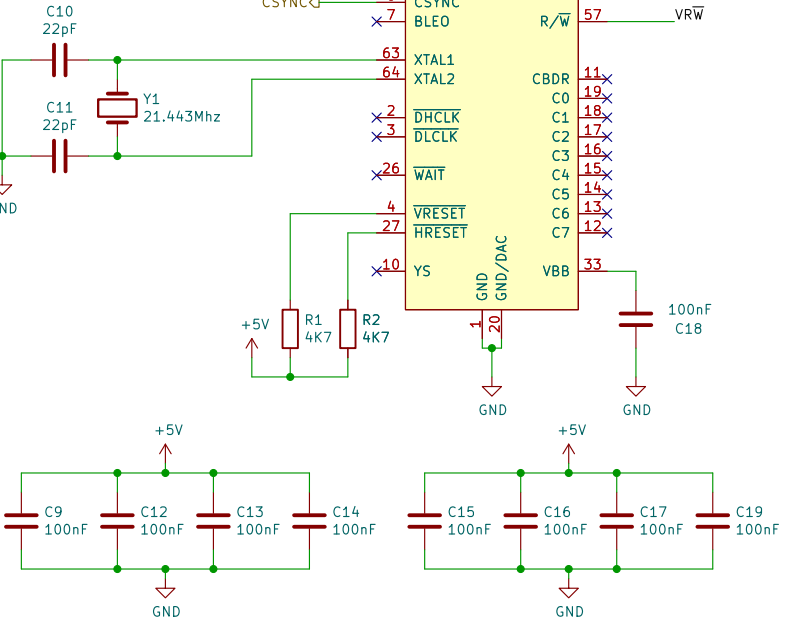 CSYNC
CSYNC
7
BLEO
57
R/W
VRW
C10
22pF
63
XTAL1
64
XTAL2
Y1
21.443Mhz
C11
22pF
ND
2
DHCLK
3
DLCLK
26
WAIT
4
VRESET
27
HRESET
10
YS
CBDR
11
C0
19
C1
18
C2
17
C3
16
C4
15
C5
14
C6
13
C7
12
VBB
33
GND
GND/DAC
1
20
+5V
R1
4K7
R2
4K7
GND
100nF
C18
GND
+5V
C9
100nF
C12
100nF
C13
100nF
C14
100nF
GND
+5V
C15
100nF
C16
100nF
C17
100nF
C19
100nF
GND